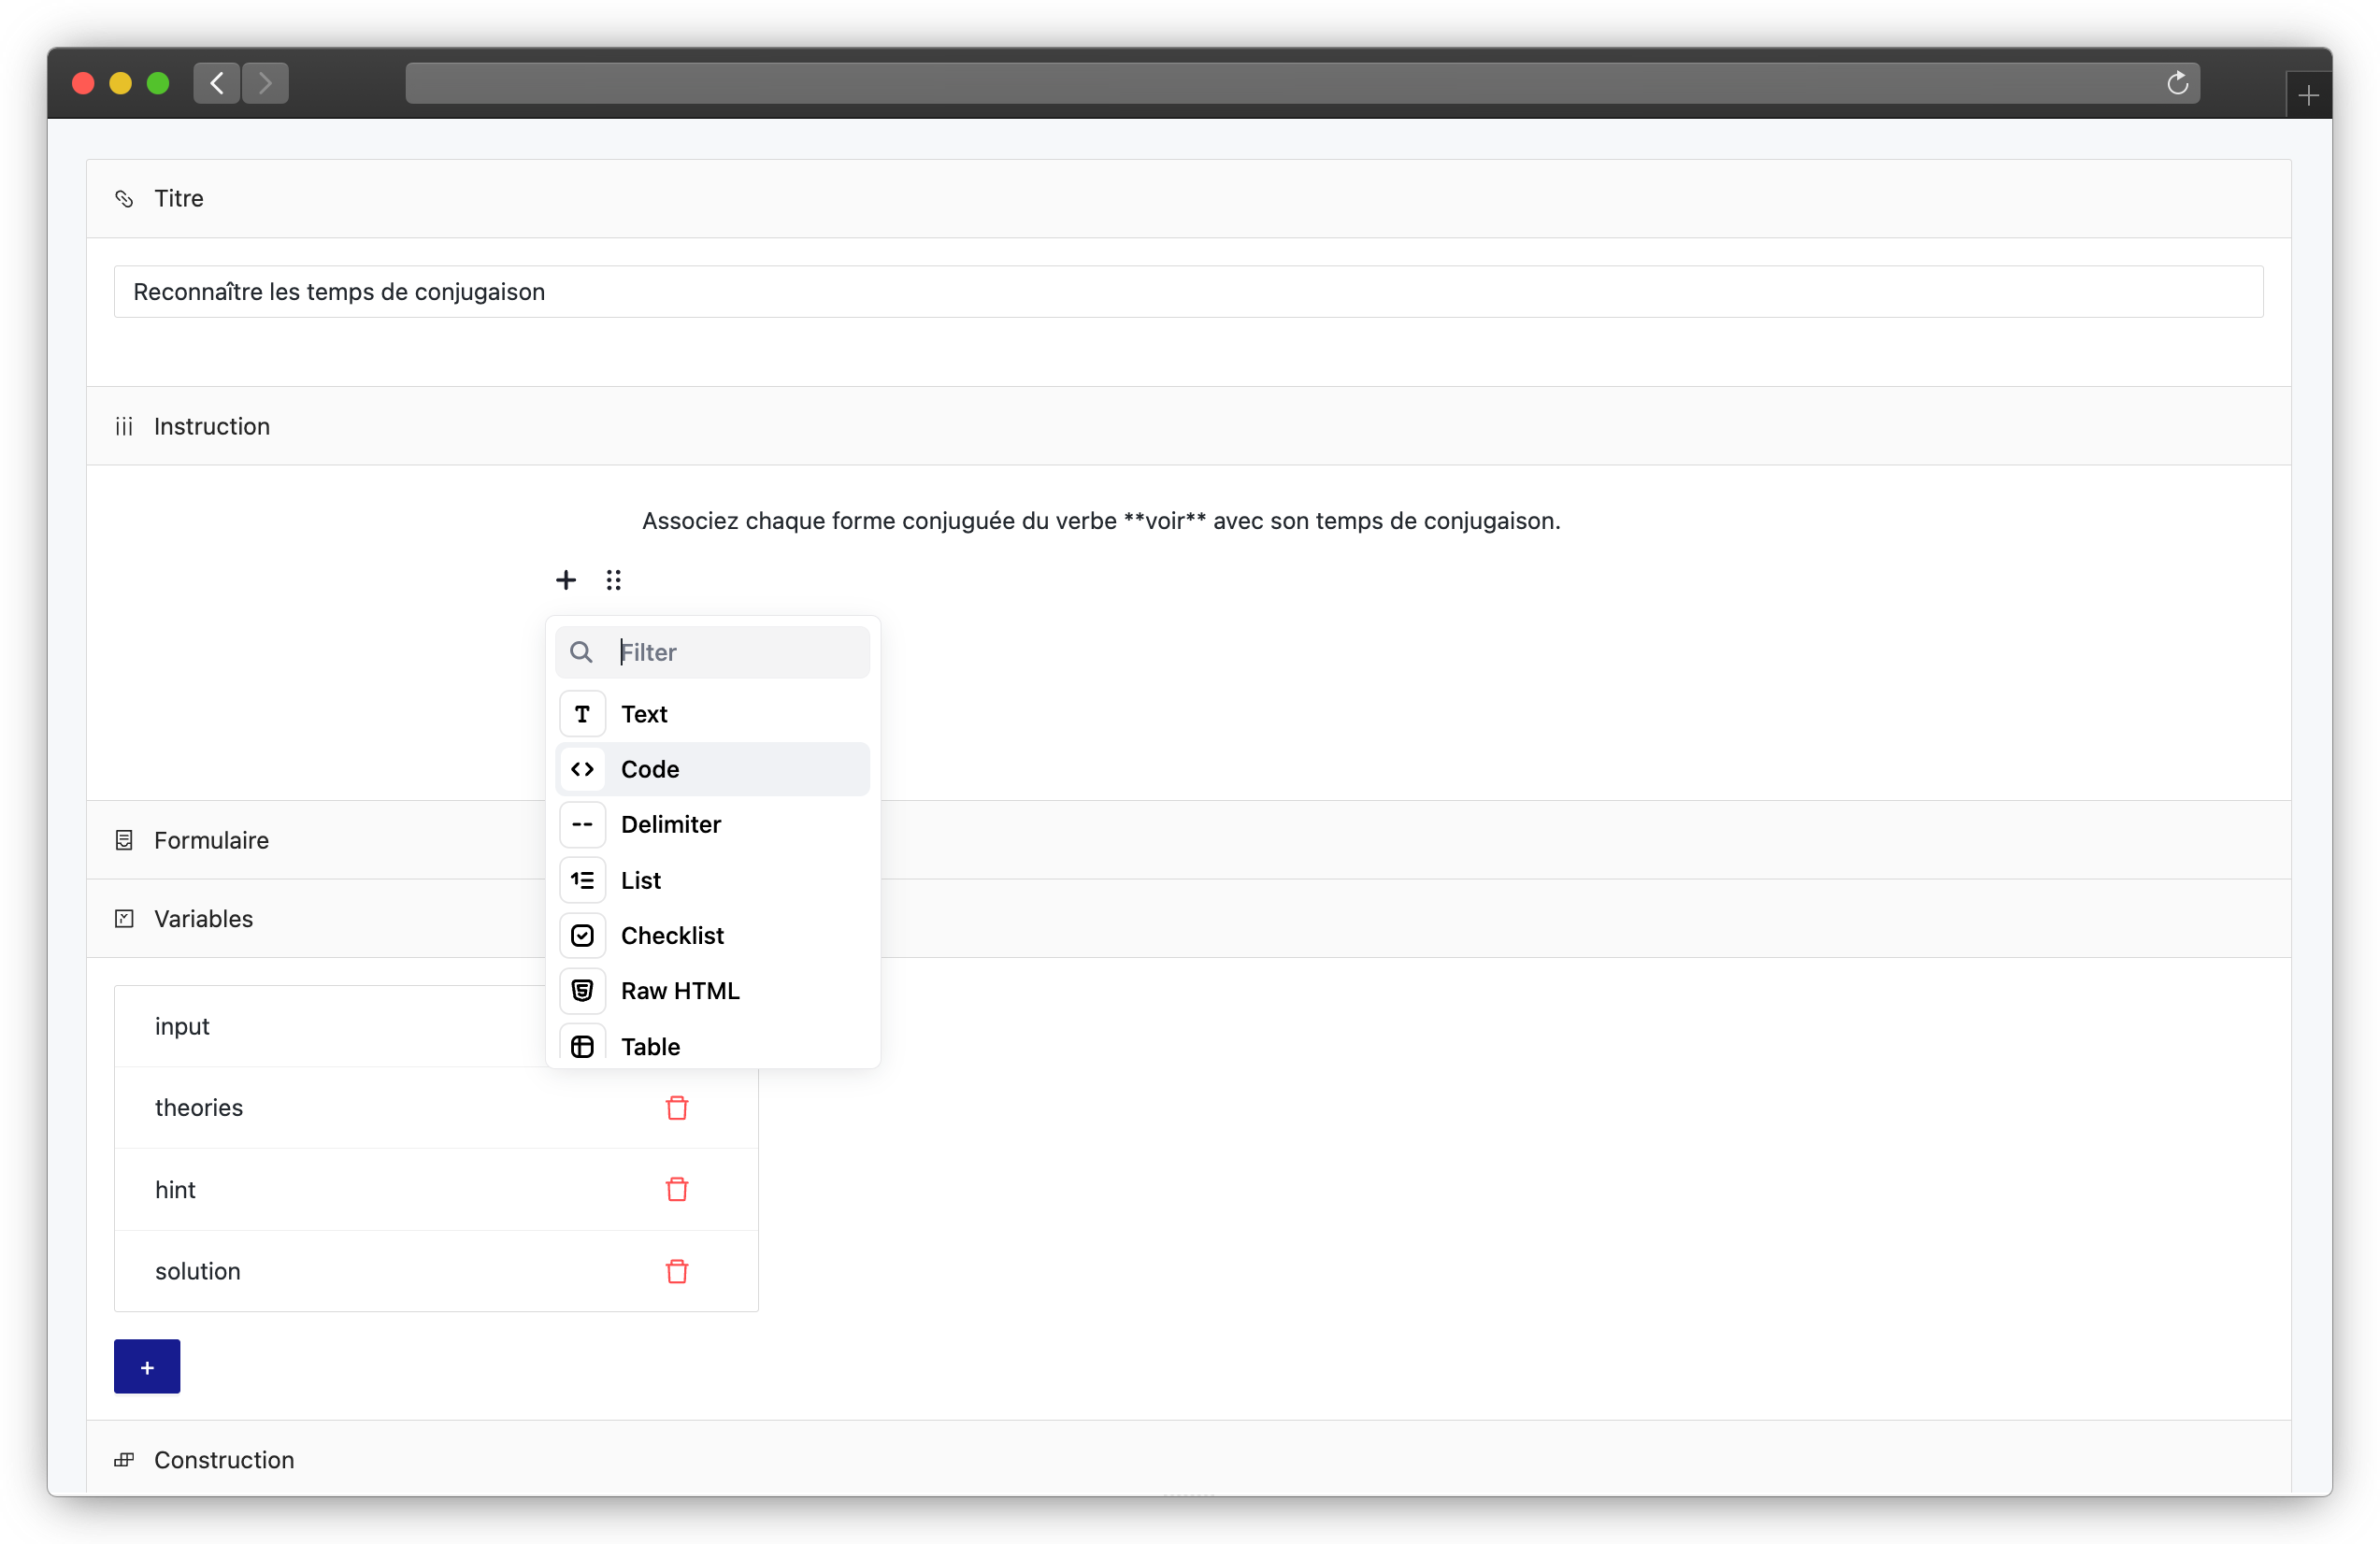 Titre
Reconnaître les temps de conjugaison
Instruction
Associez chaque forme conjuguée du verbe **voir** avec son temps de conjugaison.
Filter
Text
Code
Delimiter
List
Checklist
Raw HTML
Table
Formulaire
Variables
input
theories
hint
solution
Construction